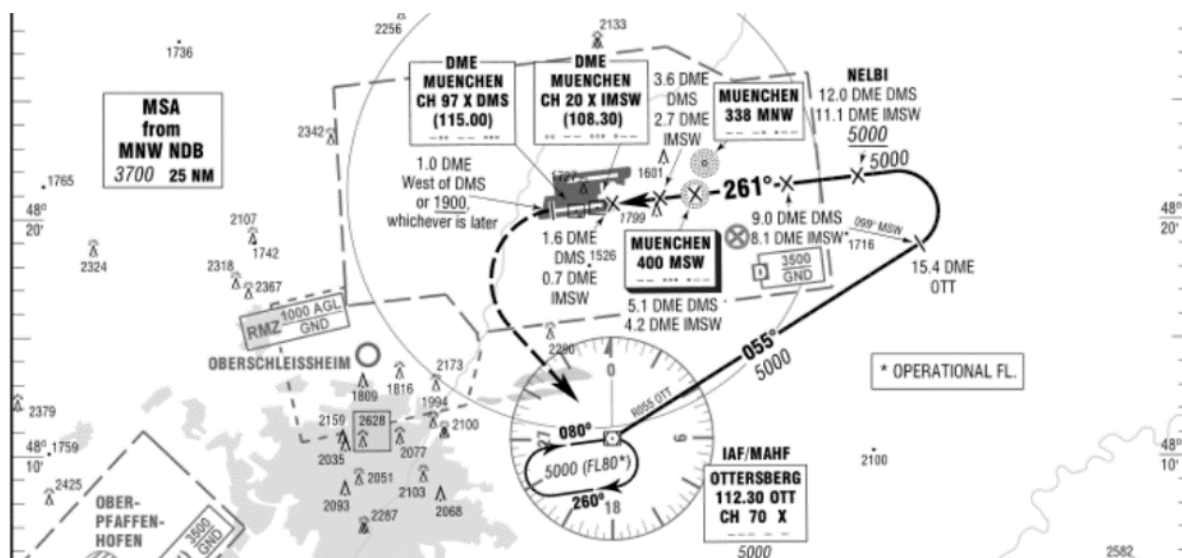 2256
2133
1736
MSA
from
MNW NDB
3700 25 NM
2342
DME
MUENCHEN
CH 97 X DMS
(115.00)
DME
MUENCHEN
CH 20 X IMSW
(108.30)
3.6 DME
DMS
2.7 DME
IMSW
MUENCHEN
338 MNW
NELBI
12.0 DME DMS
11.1 DME IMSW
5000
5000
1765
1.0 DME
West of DMS
or 1900,
whichever is later
1727
1601
1799
261°
48°
20'
48°
20'
2107
1742
2324
2318
2367
1.6 DME
DMS
0.7 DME
IMSW
1526
MUENCHEN
400 MSW
9.0 DME DMS
8.1 DME IMSW*
1716
099° MSW
3500
GND
D
15.4 DME
OTT
5.1 DME DMS
4.2 DME IMSW
RMZ
1000 AGL
GND
OBERSCHLEISSHEIM
2290
055°
5000
* OPERATIONAL FL.
1809
1816
2173
1994
2379
2159
2628
2100
2035
2077
R055 OTT
0
9
18
27
080°
5000 (FL80*)
260°
IAF/MAHF
OTTERSBERG
112.30 OTT
CH 70 X
5000
2100
48°
10'
48°
10'
1759
2425
2051
2103
2093
2068
2287
OBER-
PFAFFEN-
HOFEN
3500
GND
2582